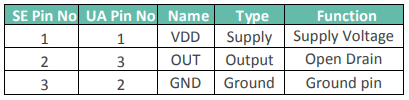 SE Pin No UA Pin No Name Type Function
1 1 VDD Supply Supply Voltage
2 3 OUT Output Open Drain
3 2 GND Ground Ground pin